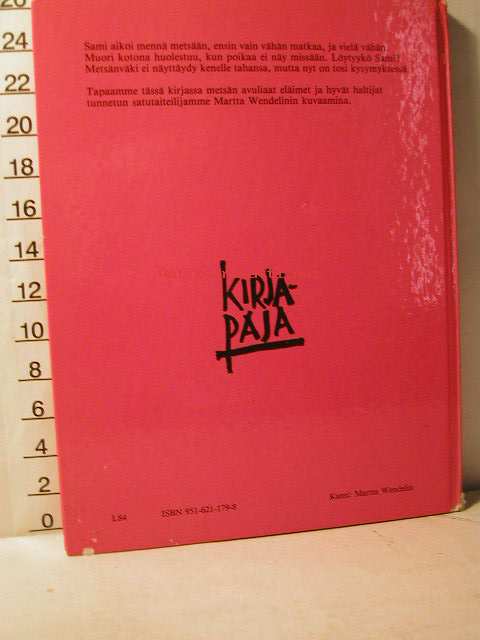 Sami aikoi mennä metsään, ensin vain vähän matkaa, ja vielä vähän.
Muori kotona huolestuu, kun poikaa ei näy missään. Löytyykö Sami?
Metsänväki ei näyttäydy kenelle tahansa, mutta nyt on tosi kysymyksessä.
Tapaamme tässä kirjassa metsän avuliaat eläimet ja hyvät haltijat
tunnetun satutaiteilijamme Martta Wendelinin kuvaamina.
KIRJA-
PAJA
L84 ISBN 951-621-179-8 Kansi: Martta Wendelin
26
24
22
20
18
16
14
12
10
8
6
4
2
0